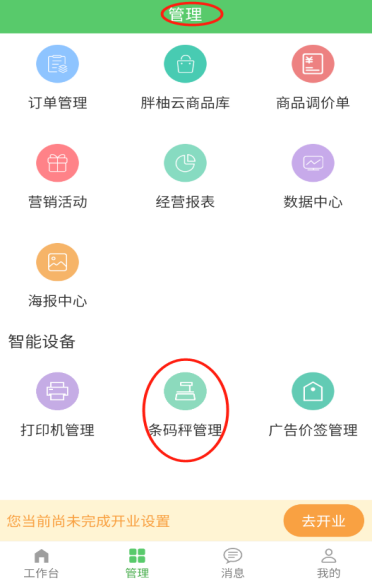 管理
订单管理 胖柚云商品库 商品调价单
营销活动 经营报表 数据中心
海报中心
智能设备
打印机管理 条码秤管理 广告价签管理
您当前尚未完成开业设置 去开业
工作台 管理 消息 我的